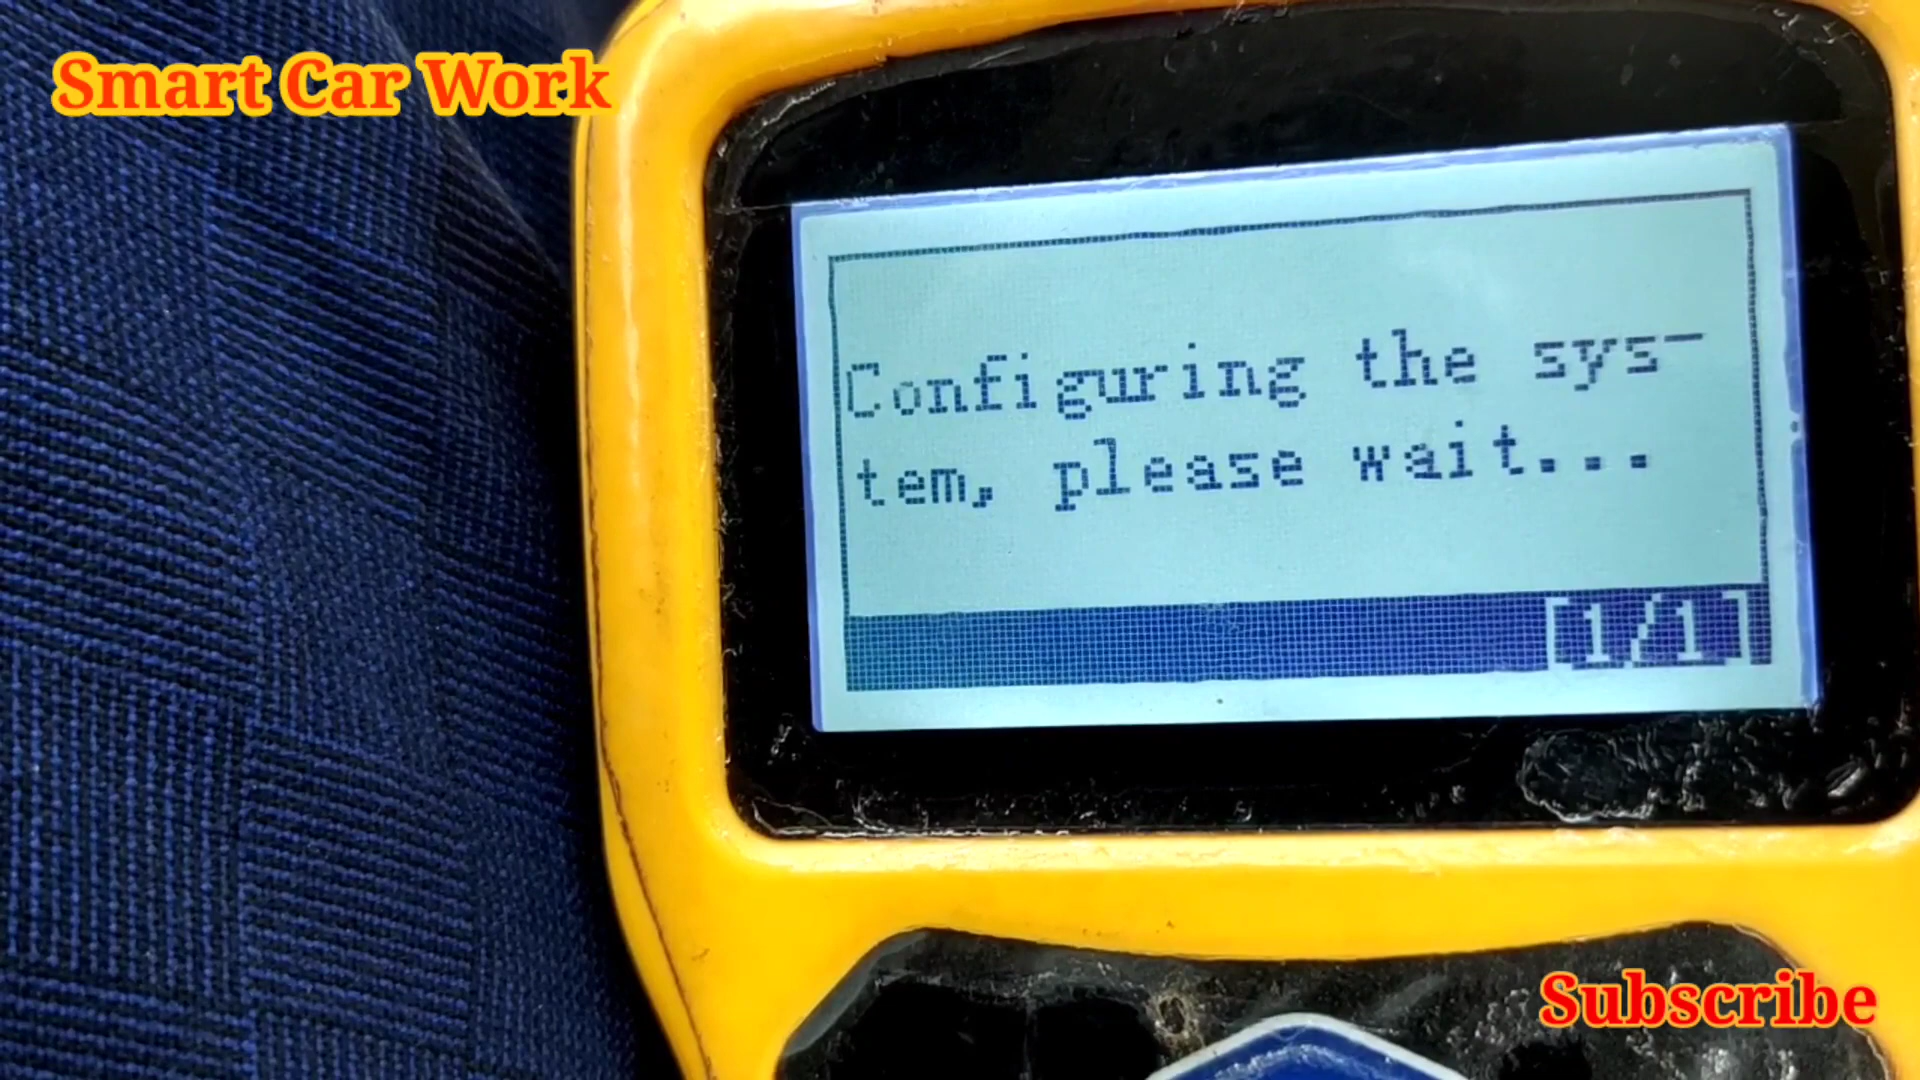 Smart Car Work
Configuring the sys-
tem, please wait...
[1/1]
Subscribe